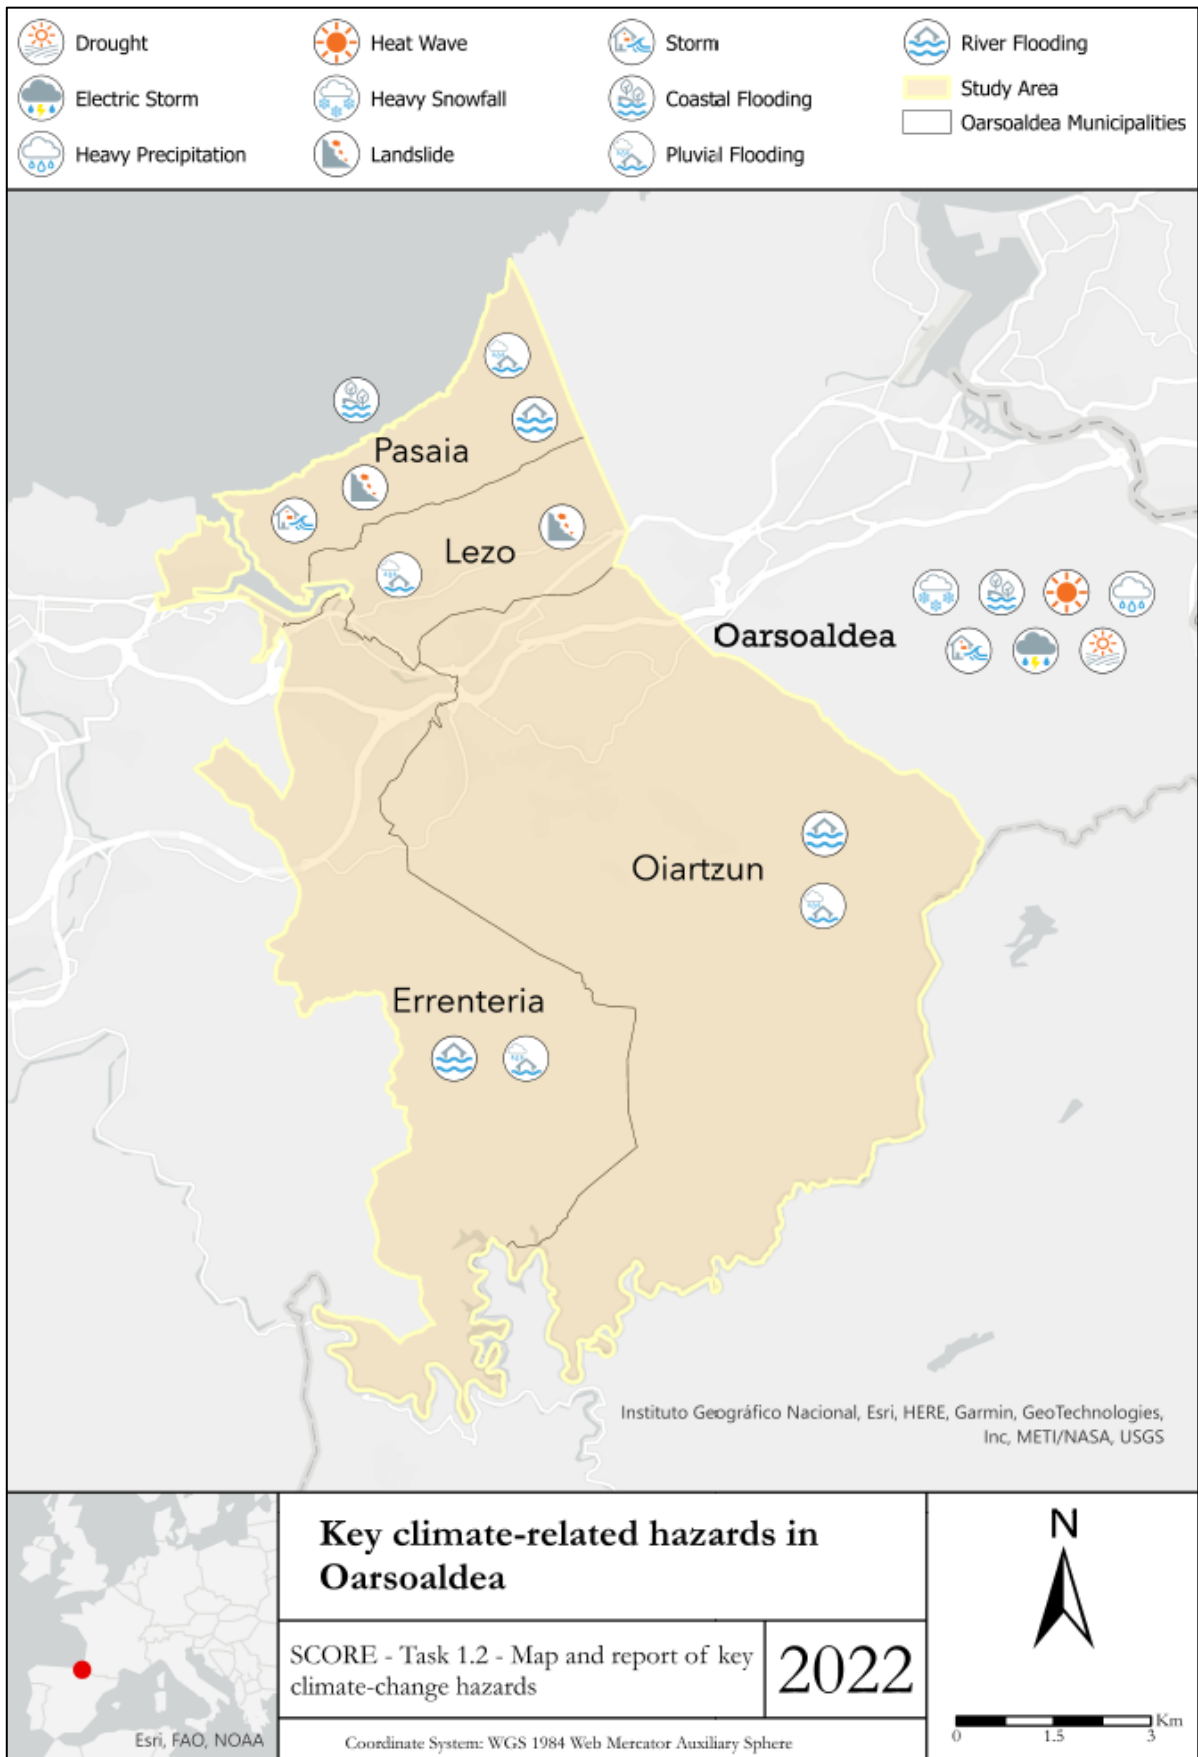 Drought
Heat Wave
Storm
River Flooding
Electric Storm
Heavy Snowfall
Coastal Flooding
Study Area
Heavy Precipitation
Landslide
Pluvial Flooding
Oarsoaldea Municipalities
Pasaia
Lezo
Oarsoaldea
Oiartzun
Errenteria
Instituto Geográfico Nacional, Esri, HERE, Garmin, GeoTechnologies,
Inc, METI/NASA, USGS
Key climate-related hazards in
Oarsoaldea
SCORE - Task 1.2 - Map and report of key
climate-change hazards
2022
Coordinate System: WGS 1984 Web Mercator Auxiliary Sphere
Esri, FAO, NOAA
N
Km
0 1.5 3